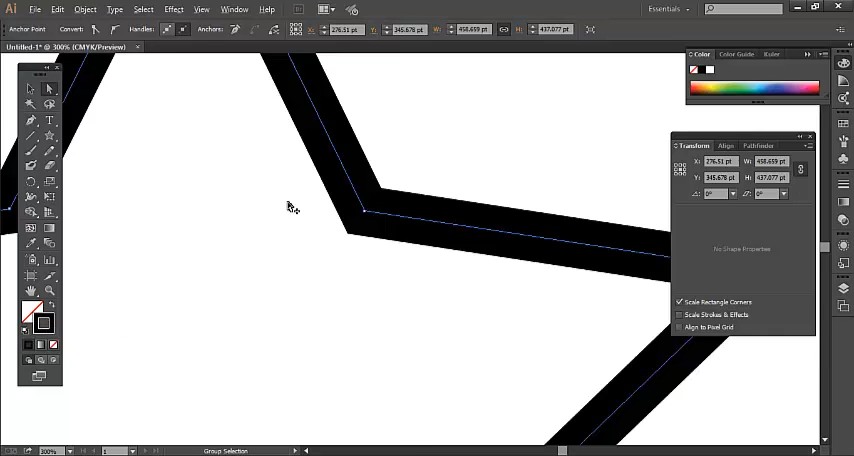 Ai File Edit Object Type Select Effect View Window Help Br Essentials
Anchor Point Convert: Handles: Anchors: X: 276.51 pt Y: 345.678 pt W: 458.659 pt H: 437.077 pt
Untitled-1* @ 300% (CMYK/Preview) ×
Color Color Guide Kuler
Transform Align Pathfinder
X: 276.51 pt W: 458.659 pt
Y: 345.678 pt H: 437.077 pt
0° 0°
No Shape Properties
Scale Rectangle Corners
Scale Strokes & Effects
Align to Pixel Grid
300% 1 Group Selection